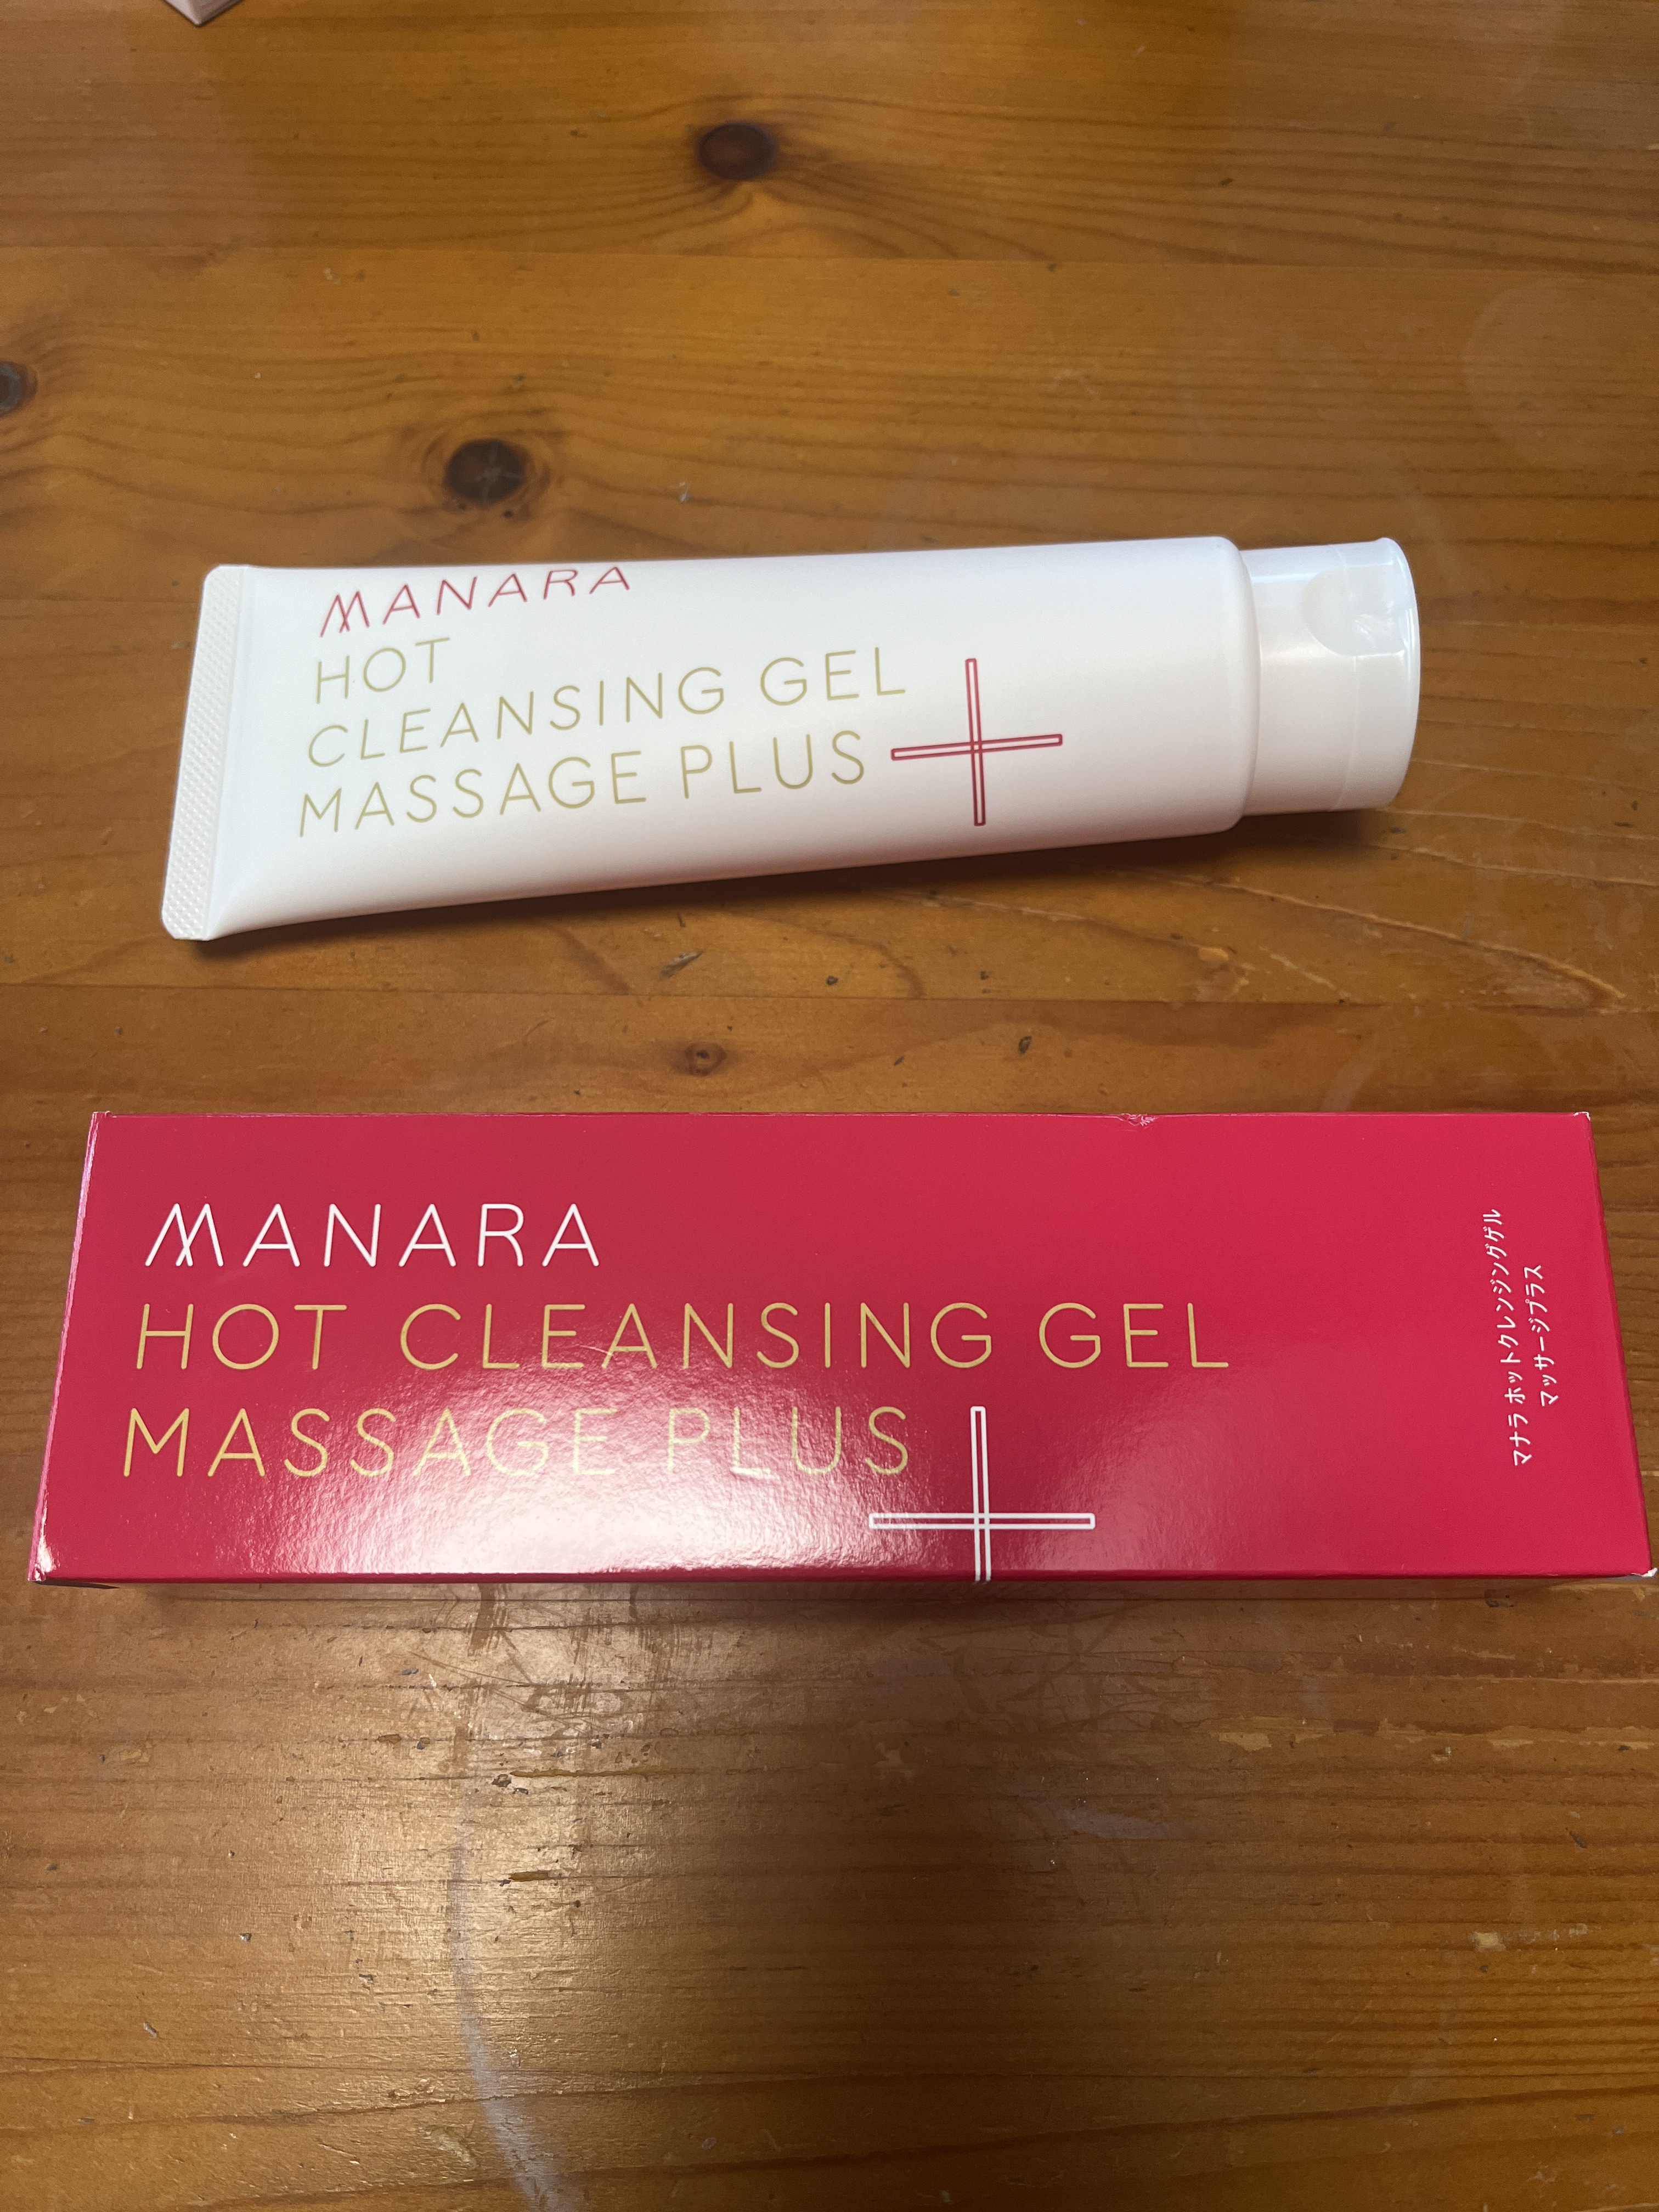 MANARA
HOT
CLEANSING GEL
MASSAGE PLUS
MANARA
HOT CLEANSING GEL
MASSAGE PLUS
マナラ ホットクレンジングゲル
マッサージプラス